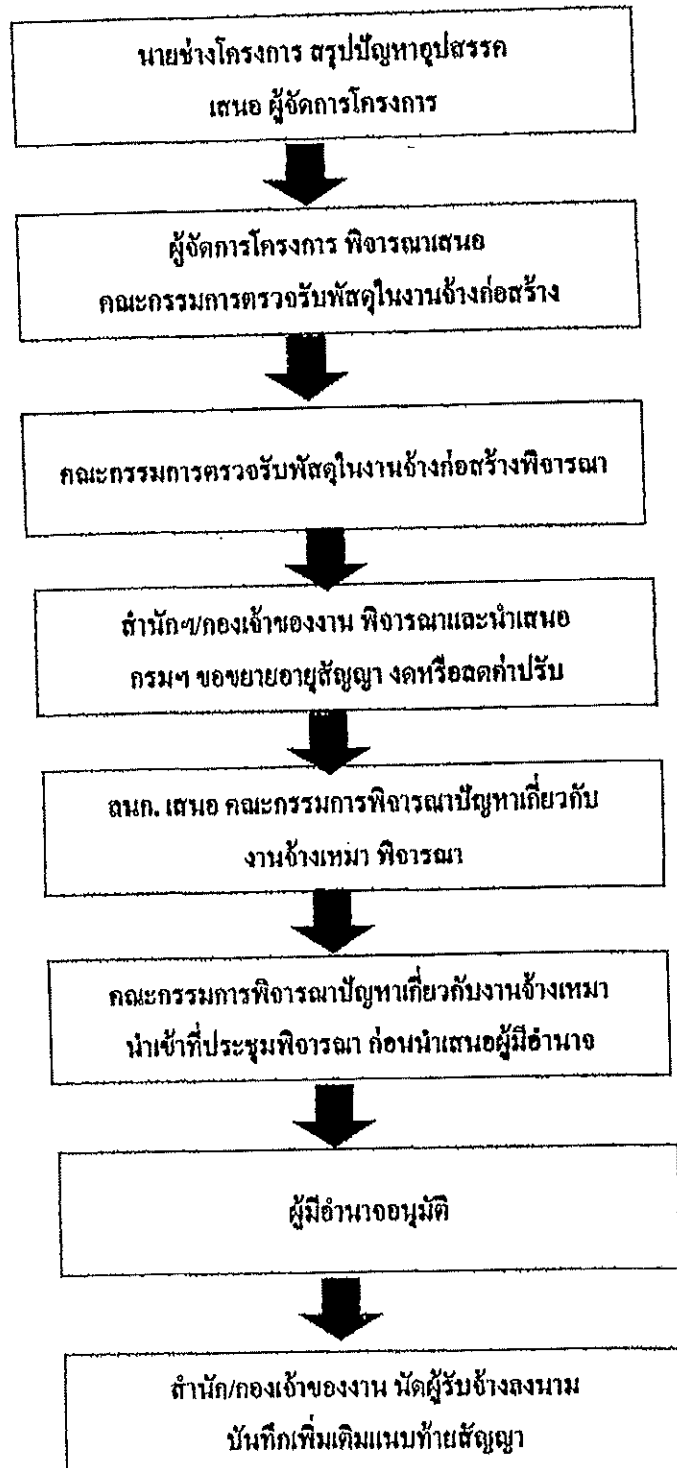 นายช่างโครงการ สรุปปัญหาอุปสรรค
เสนอ ผู้จัดการโครงการ
ผู้จัดการโครงการ พิจารณาเสนอ
คณะกรรมการตรวจรับพัสดุในงานจ้างก่อสร้าง
คณะกรรมการตรวจรับพัสดุในงานจ้างก่อสร้างพิจารณา
สำนักฯ/กองเจ้าของงาน พิจารณาและนำเสนอ
กรมฯ ขอขยายอายุสัญญา งดหรือลดค่าปรับ
ลนก. เสนอ คณะกรรมการพิจารณาปัญหาเกี่ยวกับ
งานจ้างเหมา พิจารณา
คณะกรรมการพิจารณาปัญหาเกี่ยวกับงานจ้างเหมา
นำเข้าที่ประชุมพิจารณา ก่อนนำเสนอผู้มีอำนาจ
ผู้มีอำนาจอนุมัติ
สำนัก/กองเจ้าของงาน นัดผู้รับจ้างลงนาม
บันทึกเพิ่มเติมแนบท้ายสัญญา